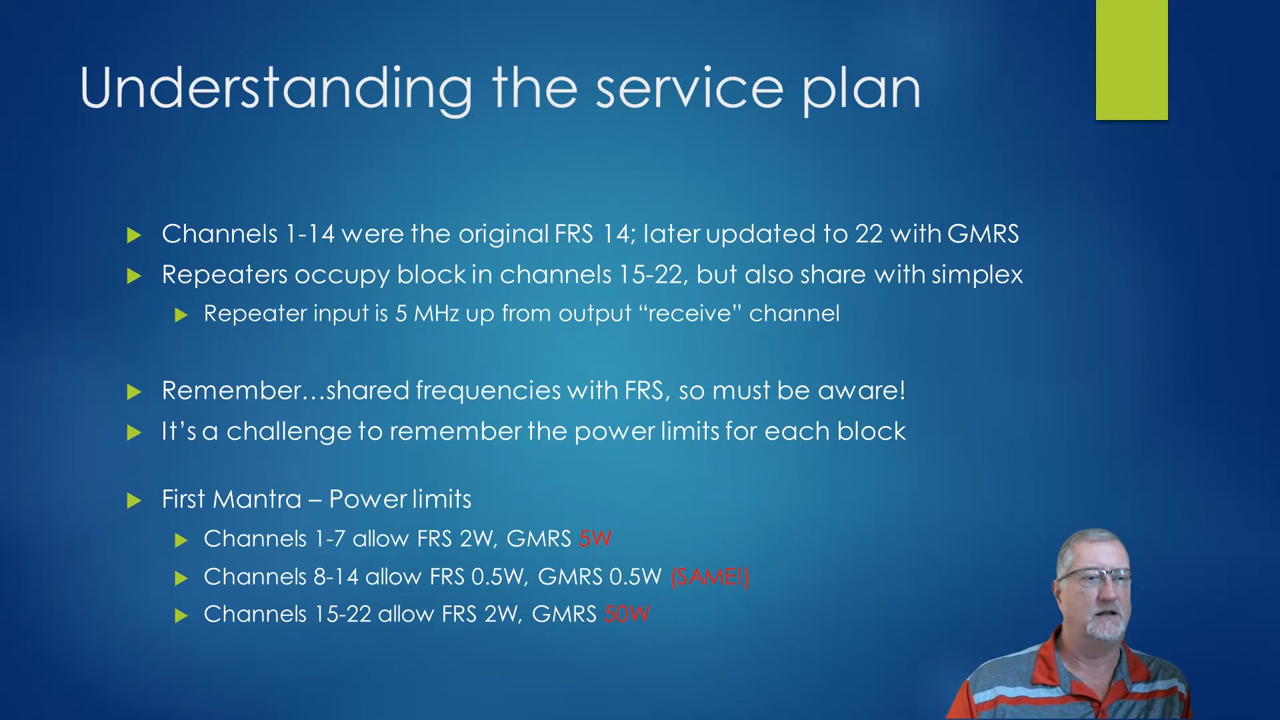 Understanding the service plan
Channels 1-14 were the original FRS 14; later updated to 22 with GMRS
Repeaters occupy block in channels 15-22, but also share with simplex
Repeater input is 5 MHz up from output “receive” channel
Remember…shared frequencies with FRS, so must be aware!
It’s a challenge to remember the power limits for each block
First Mantra – Power limits
Channels 1-7 allow FRS 2W, GMRS 5W
Channels 8-14 allow FRS 0.5W, GMRS 0.5W (SAME!)
Channels 15-22 allow FRS 2W, GMRS 50W